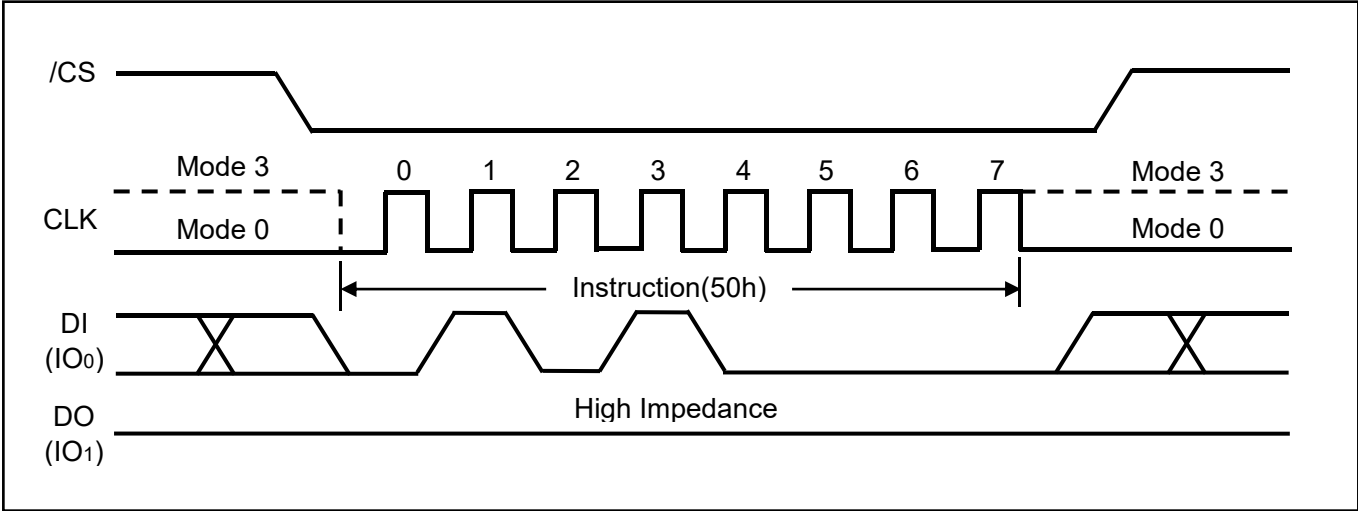 /CS
Mode 3 0 1 2 3 4 5 6 7 Mode 3
CLK
Mode 0 Mode 0
Instruction(50h)
DI
(IO0)
High Impedance
DO
(IO1)